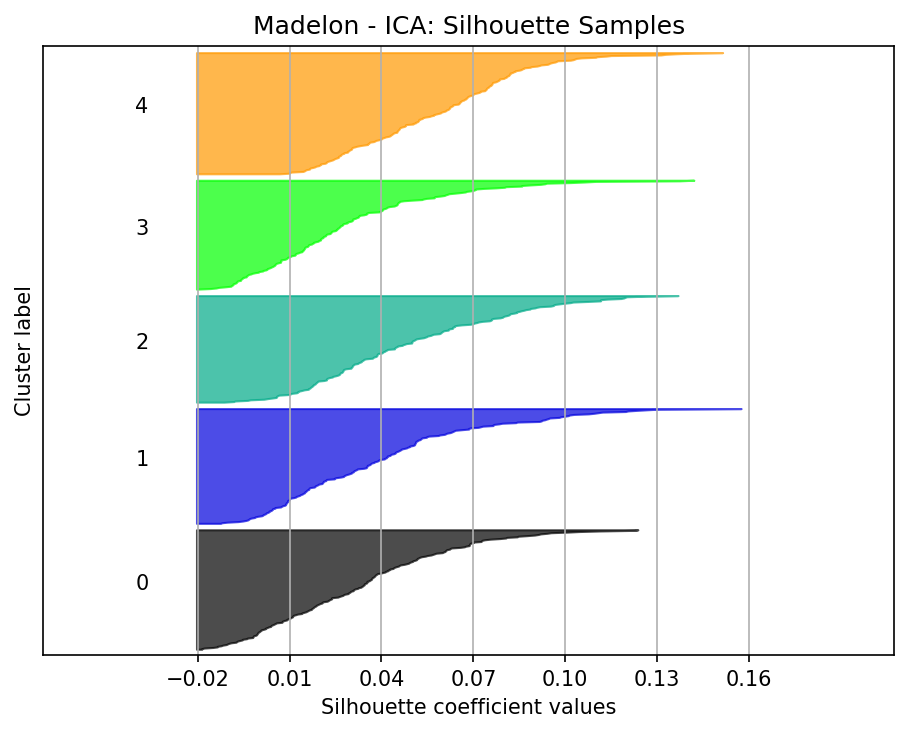 Madelon - ICA: Silhouette Samples
4
3
2
1
0
Cluster label
−0.02 0.01 0.04 0.07 0.10 0.13 0.16
Silhouette coefficient values